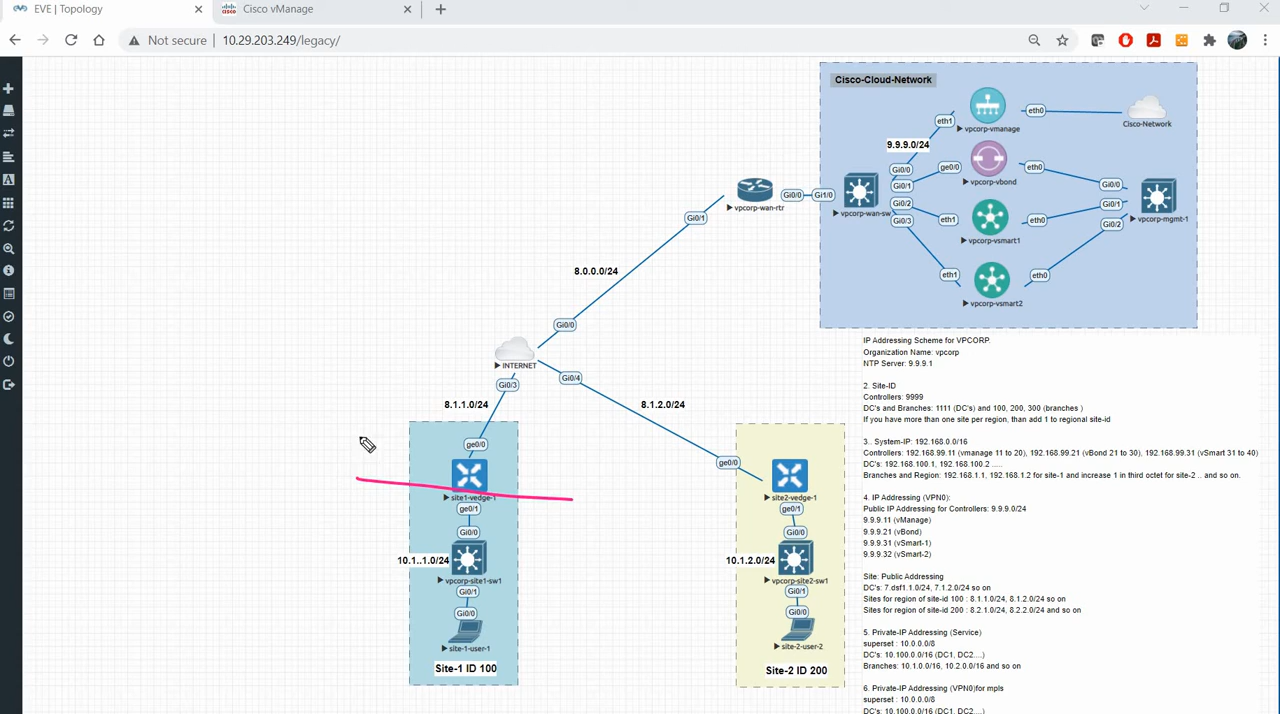 EVE | Topology
Cisco vManage
Not secure
10.29.203.249/legacy/
Cisco-Cloud-Network
vpcorp-vmanage
eth0
Cisco-Network
eth1
9.9.9.0/24
vpcorp-vbond
ge0/0
eth0
Gi0/0
Gi0/1
Gi0/2
Gi0/3
vpcorp-wan-sw
vpcorp-wan-rtr
Gi0/0
Gi1/0
Gi0/1
eth1
vpcorp-vsmart1
eth0
Gi0/0
Gi0/1
Gi0/2
vpcorp-mgmt-1
eth1
vpcorp-vsmart2
eth0
8.0.0.0/24
Gi0/0
INTERNET
Gi0/3
Gi0/4
8.1.1.0/24
8.1.2.0/24
ge0/0
site1-vedge-1
ge0/1
Gi0/0
10.1..1.0/24
vpcorp-site1-sw1
Gi0/1
Gi0/0
site-1-user-1
Site-1 ID 100
ge0/0
site2-vedge-1
ge0/1
Gi0/0
10.1.2.0/24
vpcorp-site2-sw1
Gi0/1
Gi0/0
site-2-user-2
Site-2 ID 200
IP Addressing Scheme for VPCORP.
Organization Name: vpcorp
NTP Server: 9.9.9.1
2. Site-ID
Controllers: 9999
DC's and Branches: 1111 (DC's) and 100, 200, 300 (branches )
If you have more than one site per region, than add 1 to regional site-id
3.. System-IP: 192.168.0.0/16
Controllers: 192.168.99.11 (vmanage 11 to 20), 192.168.99.21 (vBond 21 to 30), 192.168.99.31 (vSmart 31 to 40)
DC's: 192.168.100.1, 192.168.100.2 .....
Branches and Region: 192.168.1.1, 192.168.1.2 for site-1 and increase 1 in third octet for site-2 .. and so on.
4. IP Addressing (VPN0):
Public IP Addressing for Controllers: 9.9.9.0/24
9.9.9.11 (vManage)
9.9.9.21 (vBond)
9.9.9.31 (vSmart-1)
9.9.9.32 (vSmart-2)
Site: Public Addressing
DC's: 7.dsf1.1.0/24, 7.1.2.0/24 so on
Sites for region of site-id 100 : 8.1.1.0/24, 8.1.2.0/24 so on
Sites for region of site-id 200 : 8.2.1.0/24, 8.2.2.0/24 and so on
5. Private-IP Addressing (Service)
superset : 10.0.0.0/8
DC's: 10.100.0.0/16 (DC1, DC2....)
Branches: 10.1.0.0/16, 10.2.0.0/16 and so on
6. Private-IP Addressing (VPN0)for mpls
superset : 10.0.0.0/8
DC's: 10.100.0.0/16 (DC1, DC2....)